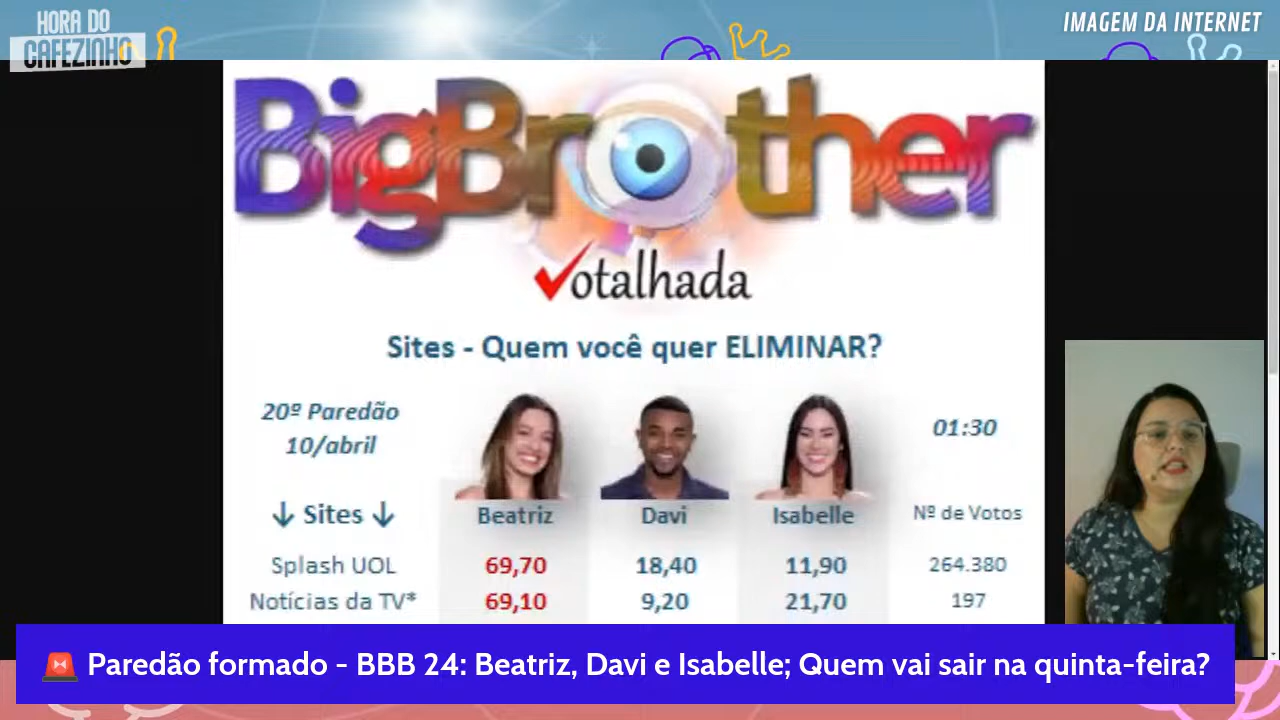 HORA DO
CAFEZINHO
IMAGEM DA INTERNET
BigBrother
Votalhada
Sites - Quem você quer ELIMINAR?
20º Paredão
10/abril
01:30
↓ Sites ↓ Beatriz Davi Isabelle Nº de Votos
Splash UOL 69,70 18,40 11,90 264.380
Notícias da TV* 69,10 9,20 21,70 197
🚨 Paredão formado - BBB 24: Beatriz, Davi e Isabelle; Quem vai sair na quinta-feira?